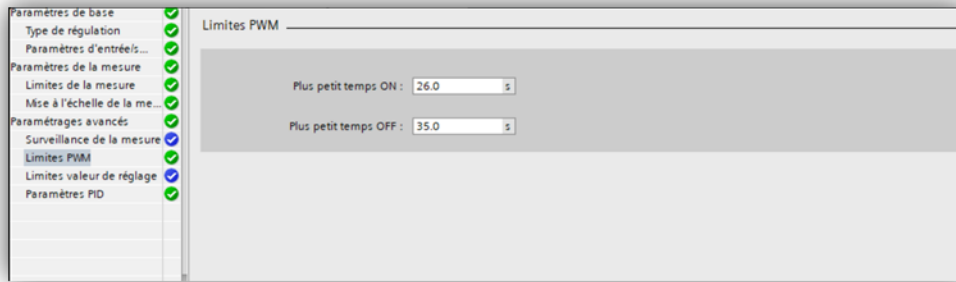 Paramètres de base
Type de régulation
Paramètres d'entrée/s...
Paramètres de la mesure
Limites de la mesure
Mise à l'échelle de la me...
Paramétrages avancés
Surveillance de la mesure
Limites PWM
Limites valeur de réglage
Paramètres PID
Limites PWM
Plus petit temps ON : 26.0 s
Plus petit temps OFF : 35.0 s